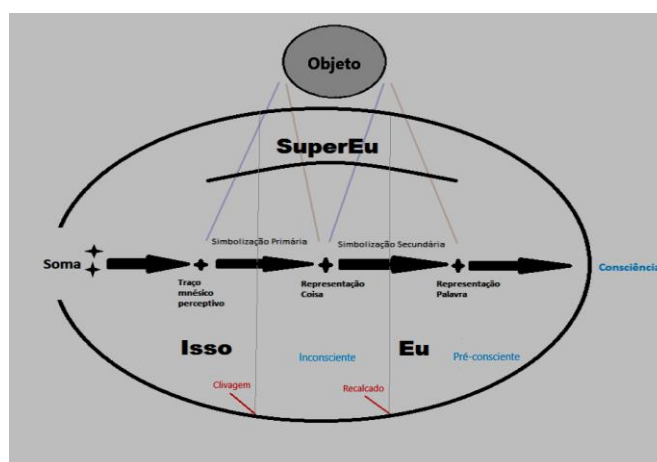 Objeto
SuperEu
Simbolização Primária
Simbolização Secundária
Soma
Consciência
Traço
mnésico
perceptivo
Representação
Coisa
Representação
Palavra
Isso
Inconsciente
Eu
Pré-consciente
Clivagem
Recalcado